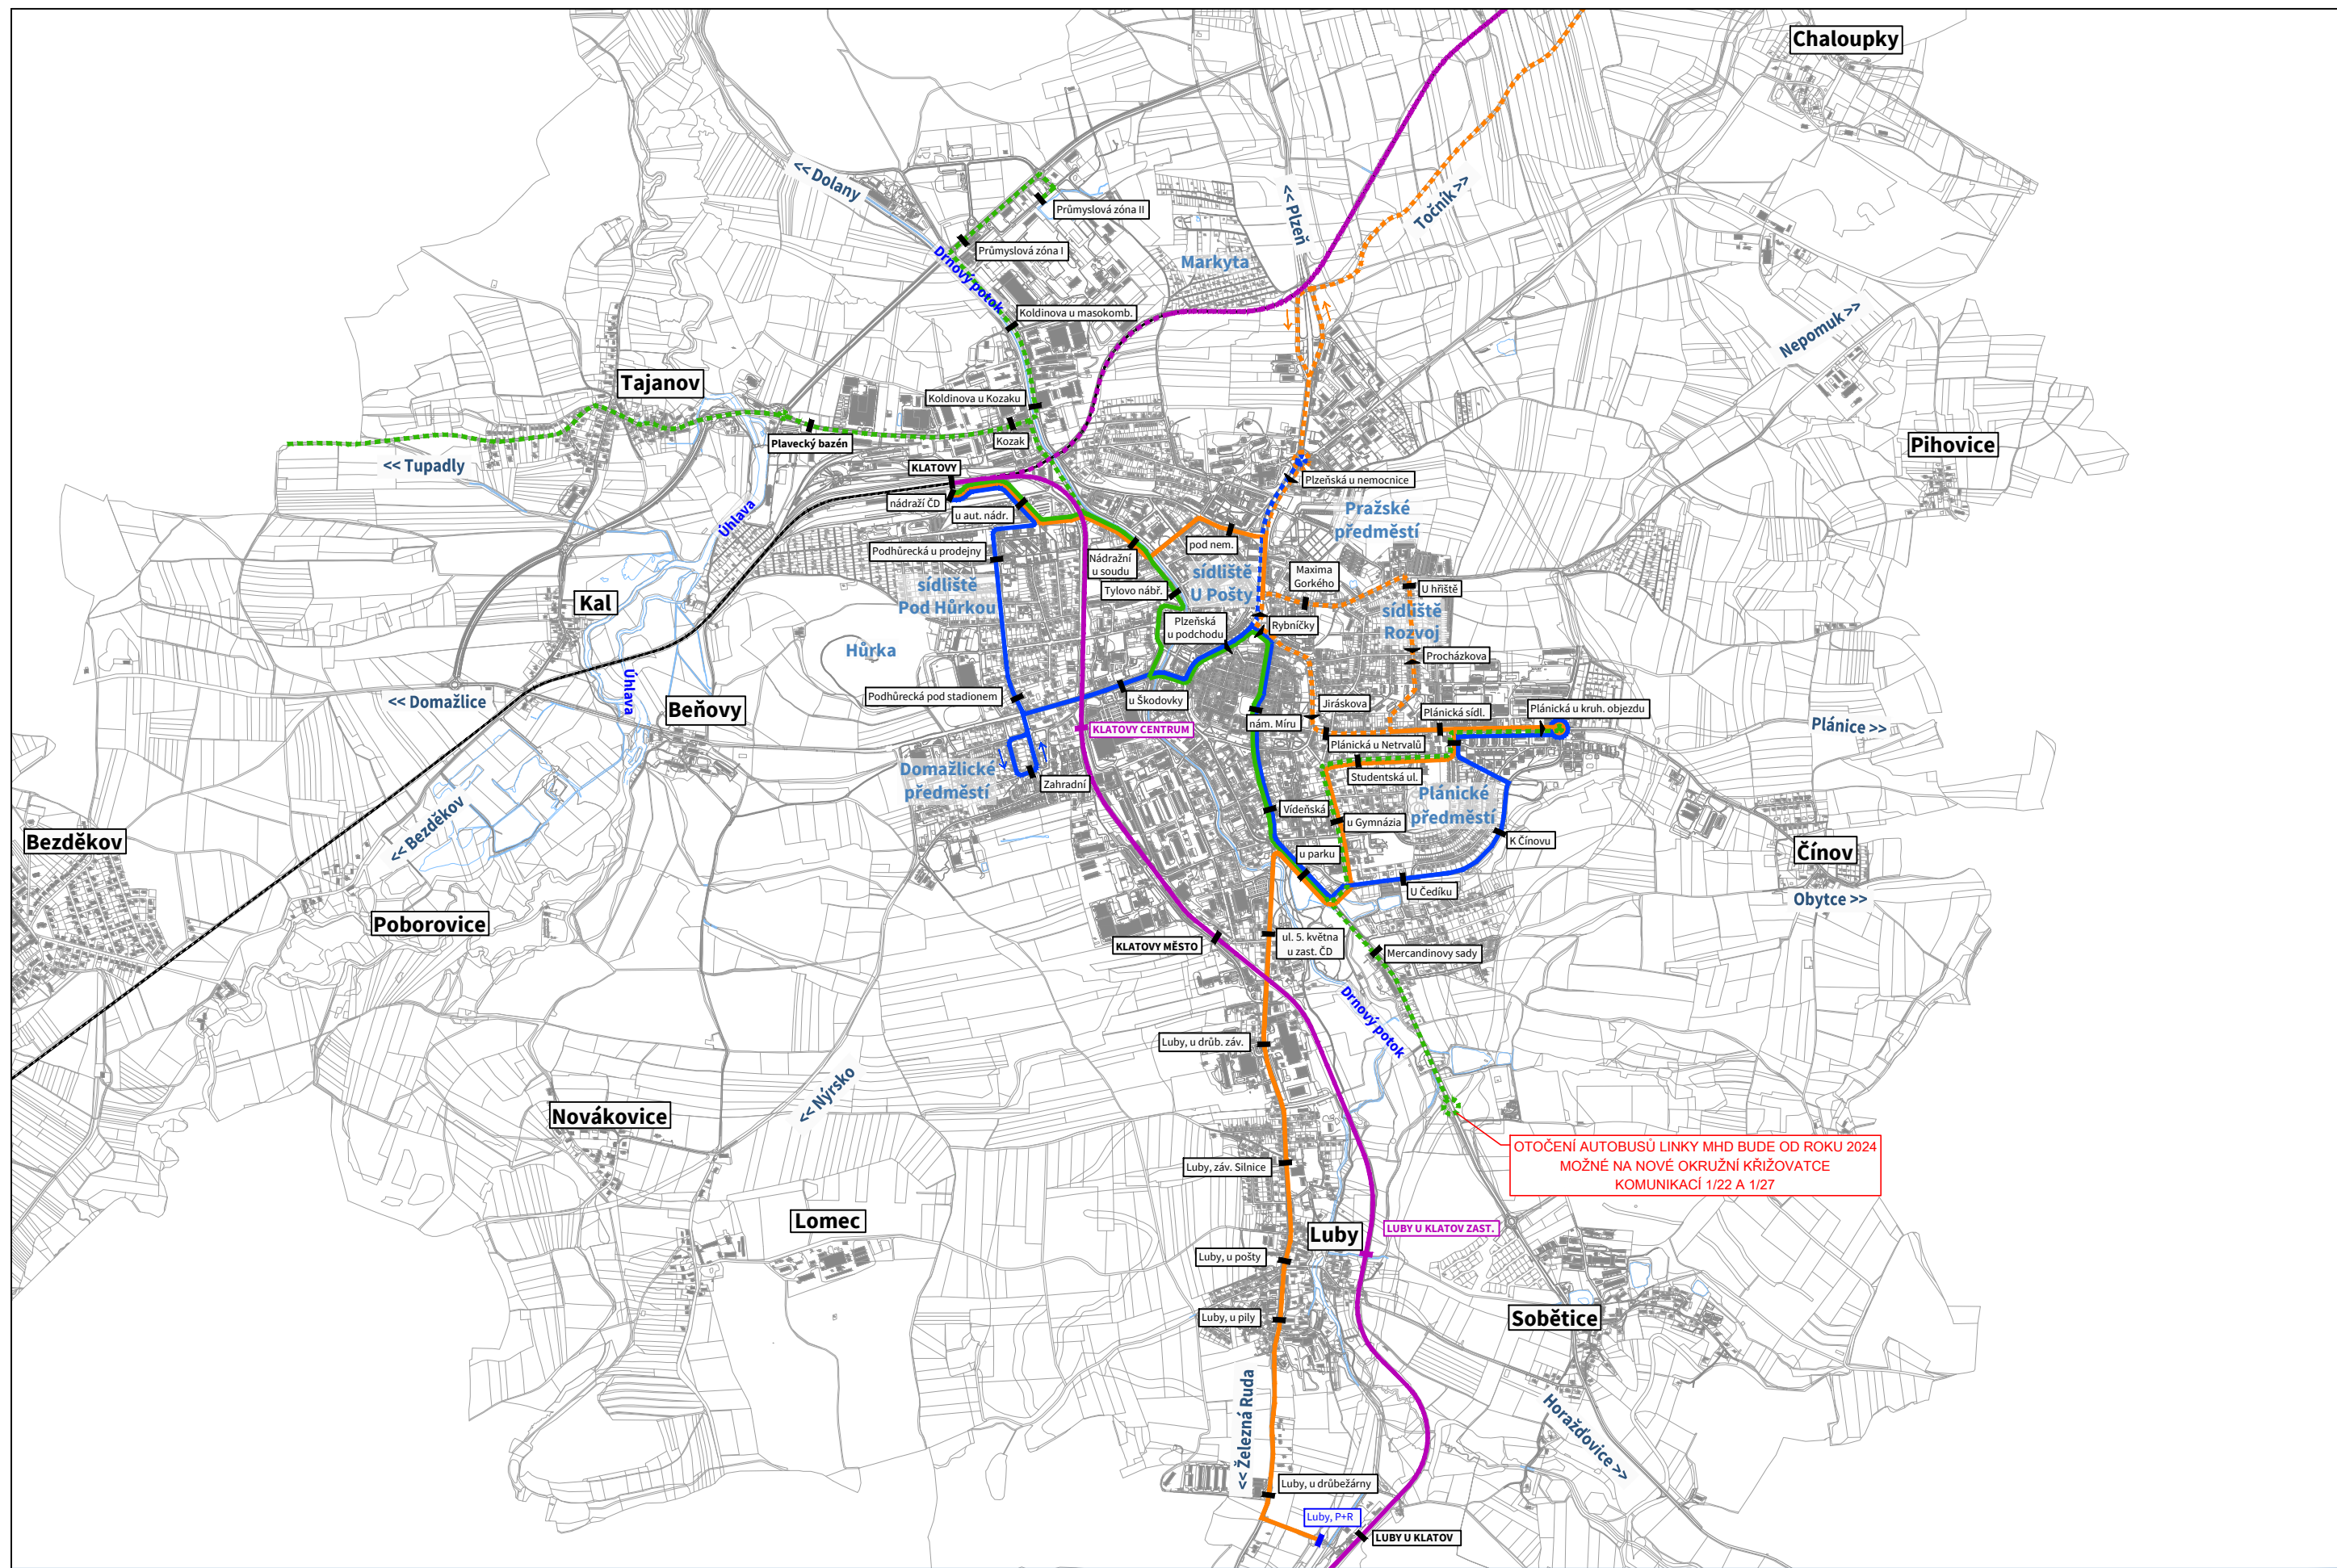 Chaloupky
<< Dolany
<< Plzeň
Točník >>
Průmyslová zóna II
Průmyslová zóna I
Drnový potok
Markyta
Koldinova u masokomb.
Nepomuk >>
Tajanov
Koldinova u Kozaku
Plavecký bazén
Kozak
Pihovice
<< Tupadly
KLATOVY
nádraží ČD
u aut. nádr.
Plzeňská u nemocnice
Úhlava
Pražské
předměstí
pod nem.
Podhůrecká u prodejny
Nádražní
u soudu
sídliště
U Pošty
Maxima
Gorkého
U hřiště
sídliště
Pod Hůrkou
Tylovo nábř.
Kal
sídliště
Rozvoj
Plzeňská
u podchodu
Rybníčky
Hůrka
Procházkova
Úhlava
Podhůrecká pod stadionem
u Škodovky
<< Domažlice
Beňovy
Jiráskova
Plánická sídl.
Plánická u kruh. objezdu
nám. Míru
KLATOVY CENTRUM
Plánice >>
Plánická u Netrvalů
Domažlické
předměstí
Zahradní
Studentská ul.
Plánické
předměstí
Vídeňská
u Gymnázia
<< Bezděkov
Bezděkov
K Čínovu
Čínov
u parku
U Čedíku
Obytce >>
Poborovice
KLATOVY MĚSTO
ul. 5. května
u zast. ČD
Mercandinovy sady
Drnový potok
Luby, u drůb. záv.
<< Nýrsko
Novákovice
OTOČENÍ AUTOBUSŮ LINKY MHD BUDE OD ROKU 2024
MOŽNÉ NA NOVÉ OKRUŽNÍ KŘIŽOVATCE
KOMUNIKACÍ 1/22 A 1/27
Luby, záv. Silnice
Lomec
Luby
LUBY U KLATOV ZAST.
Luby, u pošty
Luby, u pily
Soběetice
<< Železná Ruda
Horažďovice >>
Luby, u drůbežárny
Luby, P+R
LUBY U KLATOV